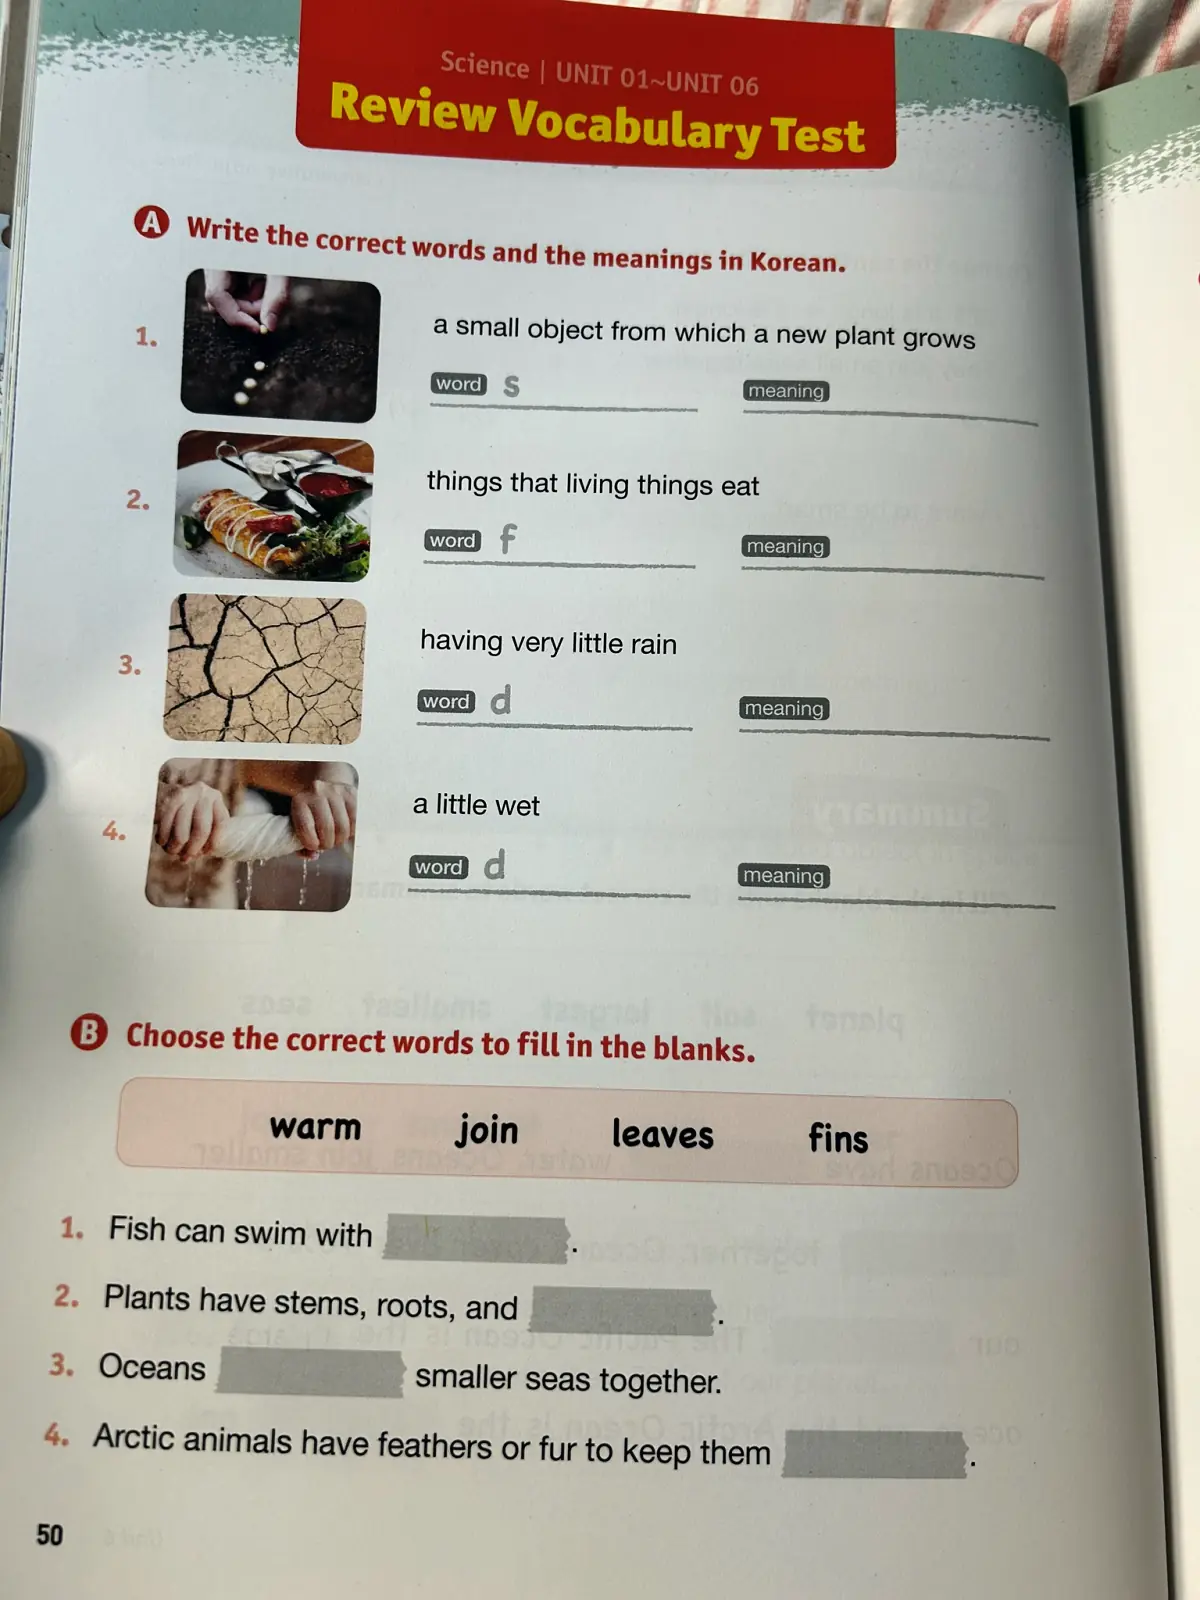 Science | UNIT 01~UNIT 06
Review Vocabulary Test
A Write the correct words and the meanings in Korean.
1. a small object from which a new plant grows
word s meaning
2. things that living things eat
word f meaning
3. having very little rain
word d meaning
4. a little wet
word d meaning
B Choose the correct words to fill in the blanks.
warm join leaves fins
1. Fish can swim with .
2. Plants have stems, roots, and .
3. Oceans smaller seas together.
4. Arctic animals have feathers or fur to keep them .
50